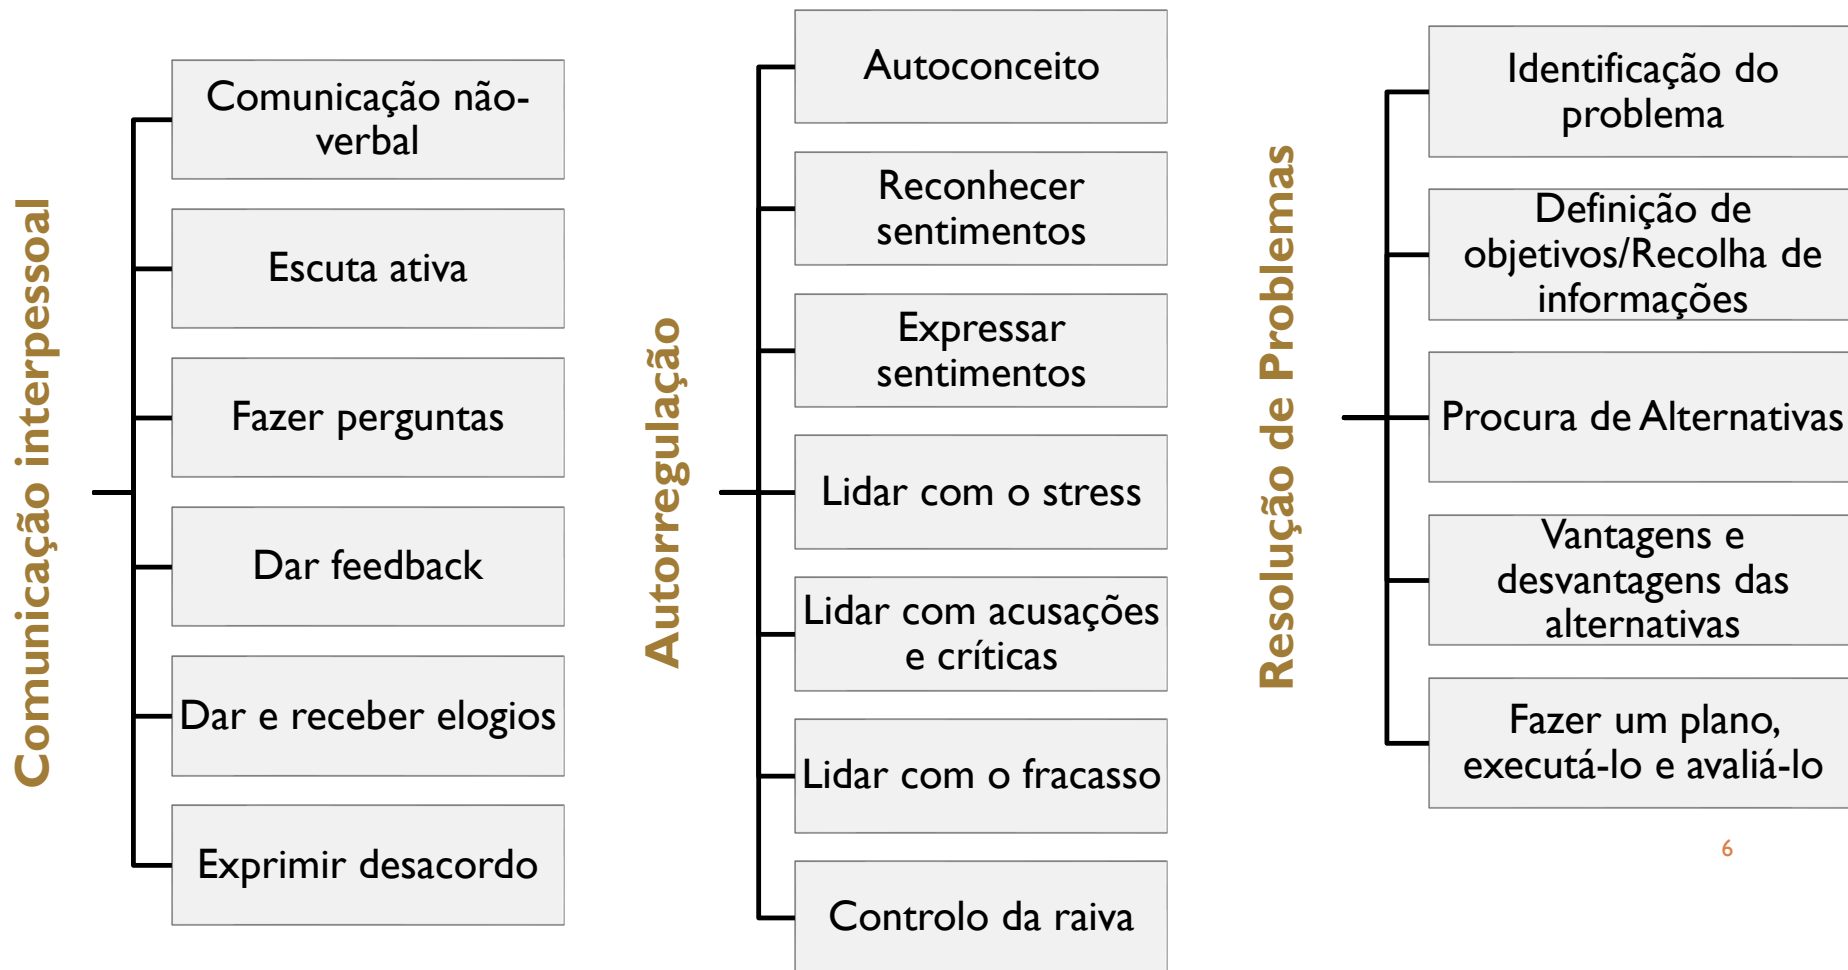 Comunicação interpessoal
Comunicação não-
verbal
Escuta ativa
Fazer perguntas
Dar feedback
Dar e receber elogios
Exprimir desacordo
Autorregulação
Autoconceito
Reconhecer
sentimentos
Expressar
sentimentos
Lidar com o stress
Lidar com acusações
e críticas
Lidar com o fracasso
Controlo da raiva
Resolução de Problemas
Identificação do
problema
Definição de
objetivos/Recolha de
informações
Procura de Alternativas
Vantagens e
desvantagens das
alternativas
Fazer um plano,
executá-lo e avaliá-lo
6